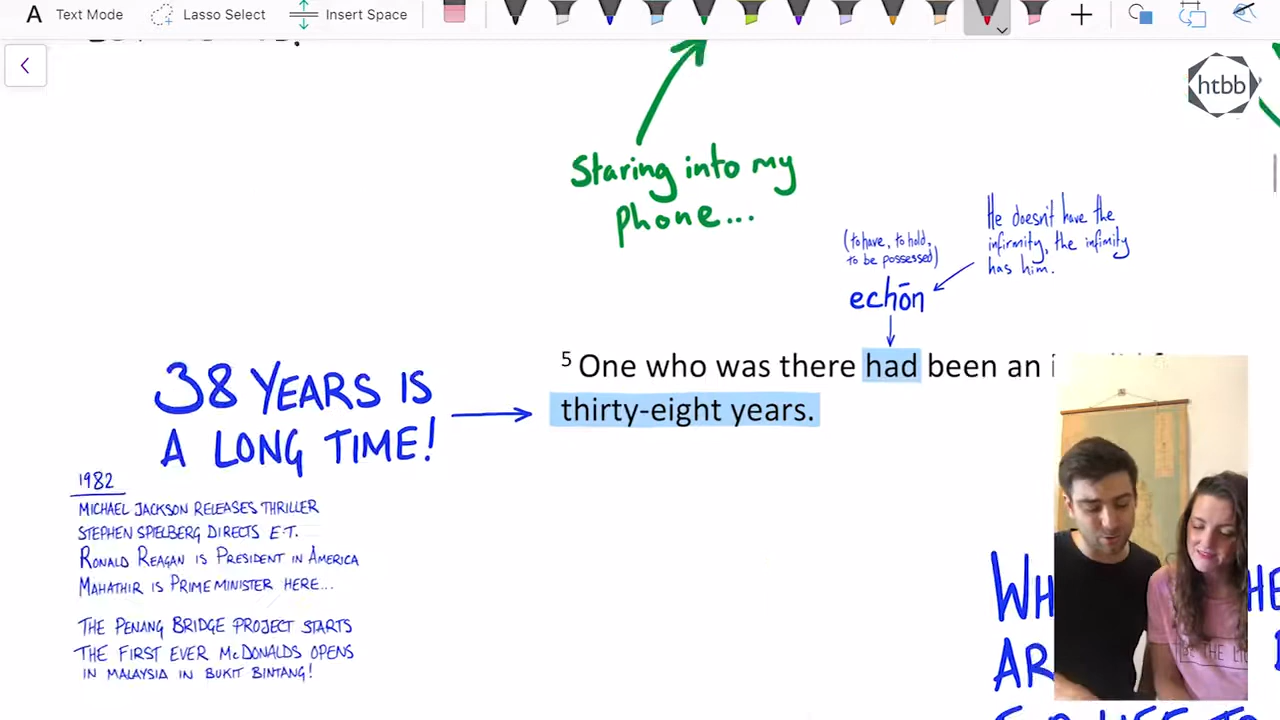 A Text Mode Lasso Select Insert Space
htbb
Staring into my
phone...
(to have, to hold,
to be possessed)
echōn
He doesn't have the
infirmity, the infimity
has him.
5 One who was there had been an
thirty-eight years.
38 YEARS IS
A LONG TIME!
1982
MICHAEL JACKSON RELEASES THRILLER
STEPHEN SPIELBERG DIRECTS E.T.
RONALD REAGAN IS PRESIDENT IN AMERICA
MAHATHIR IS PRIME MINISTER HERE...
THE PENANG BRIDGE PROJECT STARTS
THE FIRST EVER McDONALDS OPENS
IN MALAYSIA IN BUKIT BINTANG!